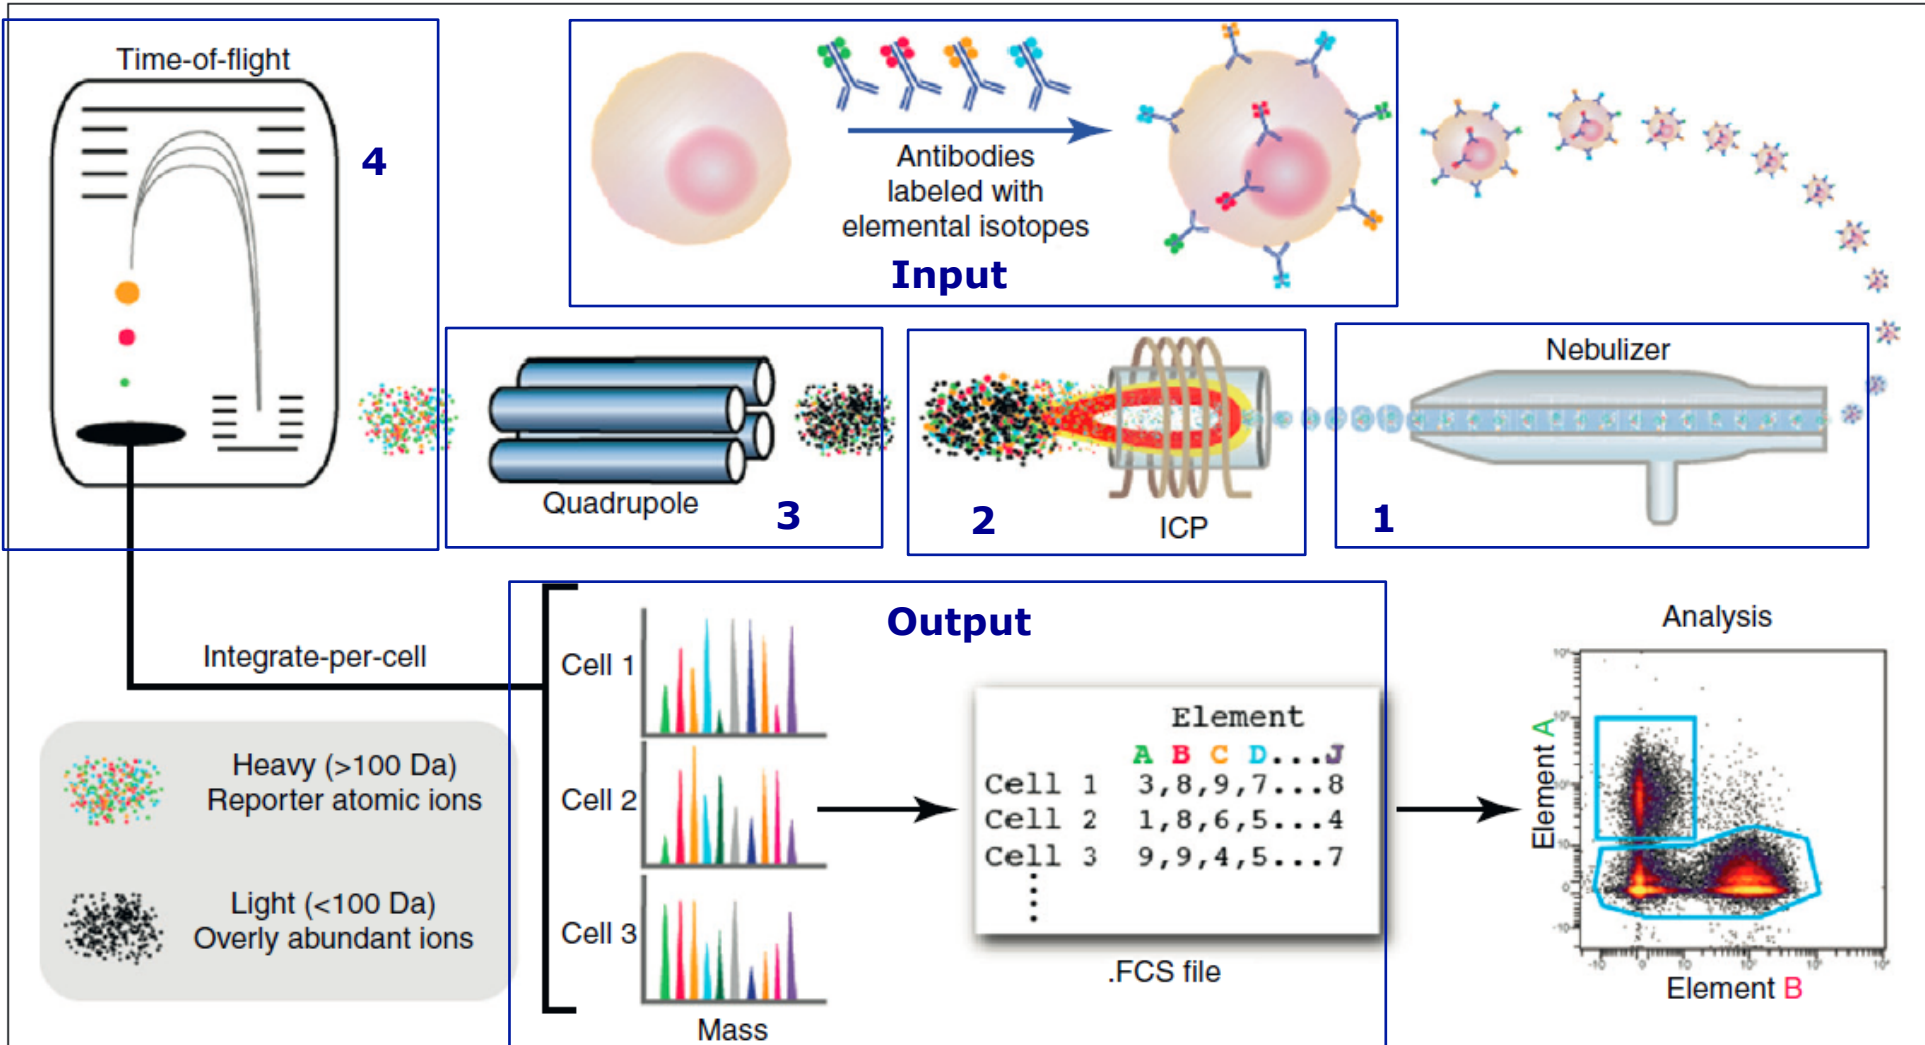 Time-of-flight
4
Antibodies
labeled with
elemental isotopes
Input
Nebulizer
1
ICP
2
Quadrupole
3
Integrate-per-cell
Heavy (>100 Da)
Reporter atomic ions
Light (<100 Da)
Overly abundant ions
Output
Cell 1
Cell 2
Cell 3
Mass
Element
A B C D...J
Cell 1 3,8,9,7...8
Cell 2 1,8,6,5...4
Cell 3 9,9,4,5...7
.FCS file
Analysis
Element A
Element B